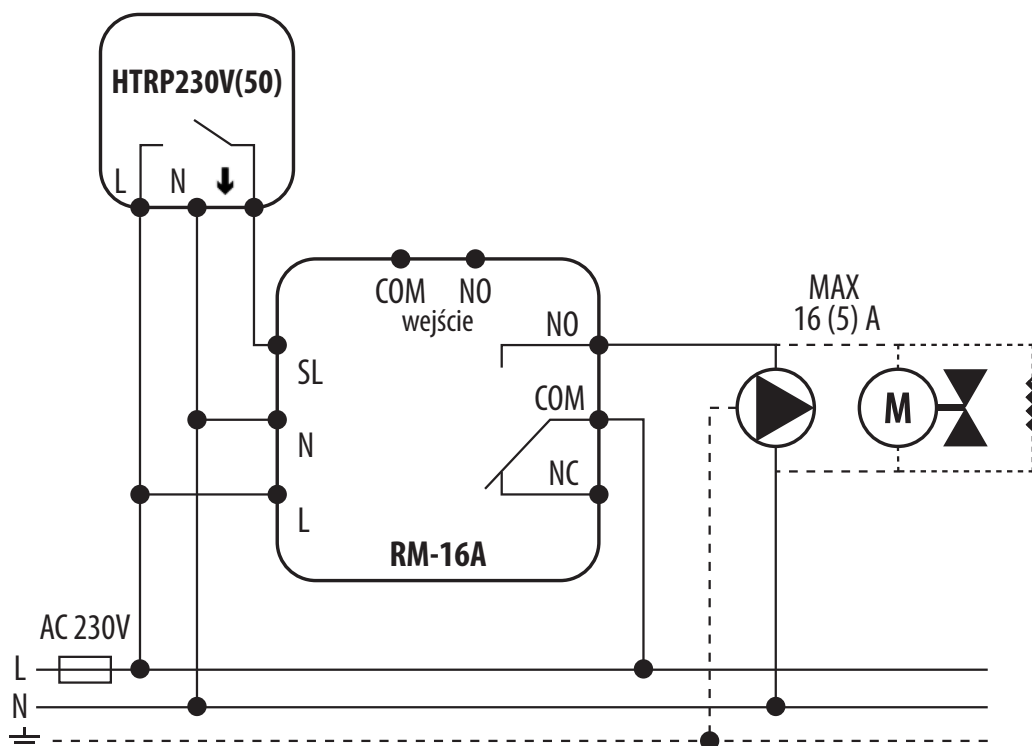 HTRP230V(50)
L N
COM NO
wejście
MAX
16 (5) A
NO
SL
COM
M
N
NC
L
RM-16A
AC 230V
L
N